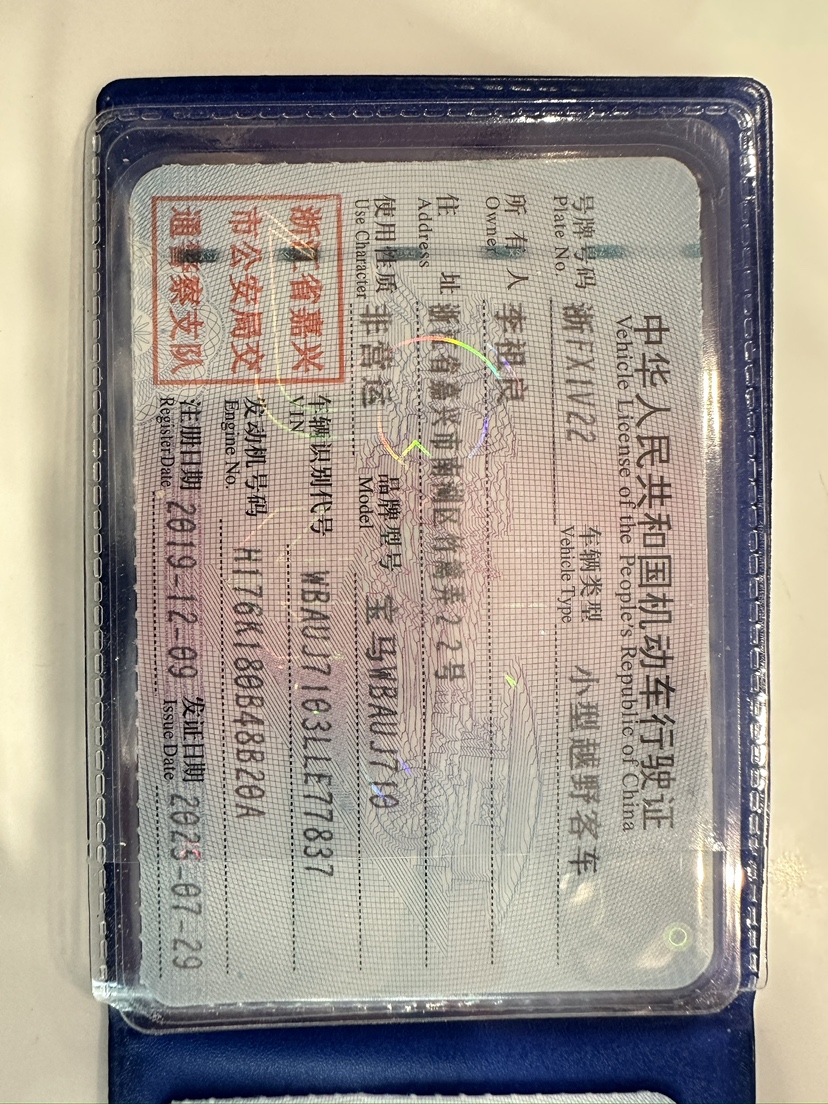 中华人民共和国机动车行驶证
Vehicle License of the People's Republic of China
号牌号码 浙FX1V22 车辆类型 小型越野客车
Plate No. Vehicle Type
所有人 李祖良
Owner
住址 浙江省嘉兴市南湖区 22号
Address
使用性质 非营运 品牌型号 宝马WBAUJ710
Use Character Model
车辆识别代号 WBAUJ7103LLE77837
VIN
发动机号码 H176K180B48B20A
Engine No.
注册日期 2019-12-09 发证日期 2023-07-29
Register Date Issue Date
浙江省嘉兴
市公安局交
通警察支队